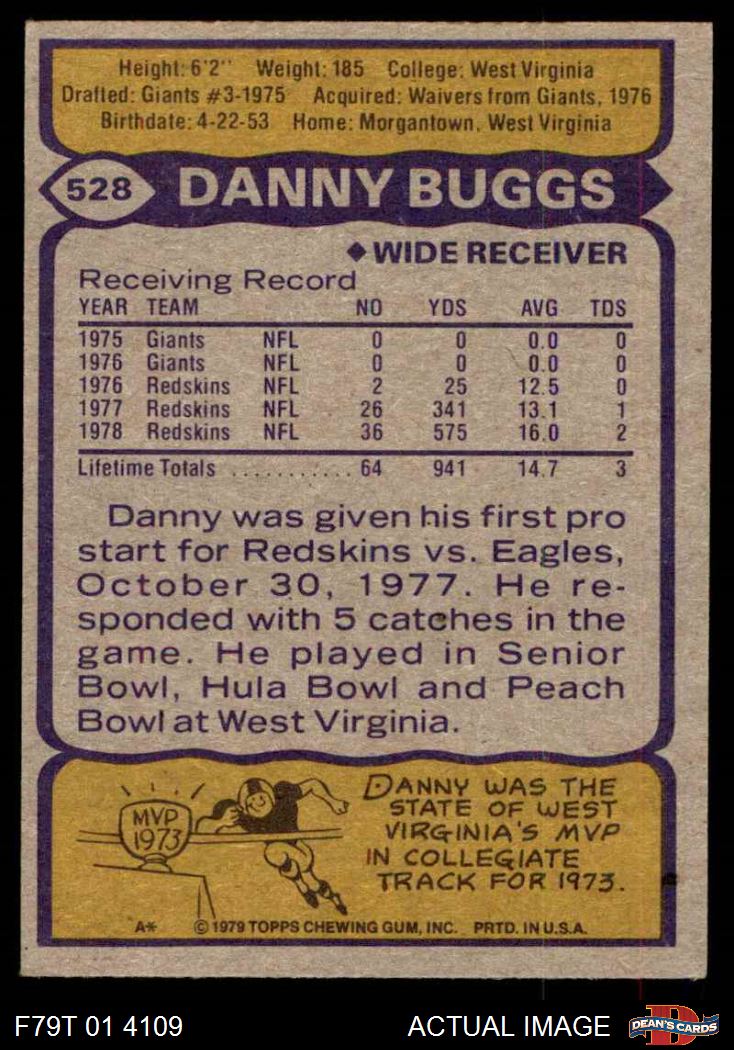 Height: 6'2" Weight: 185 College: West Virginia
Drafted: Giants #3-1975 Acquired: Waivers from Giants, 1976
Birthdate: 4-22-53 Home: Morgantown, West Virginia
528 DANNY BUGGS
◆ WIDE RECEIVER
Receiving Record
YEAR TEAM NO YDS AVG TDS
1975 Giants NFL 0 0 0.0 0
1976 Giants NFL 0 0 0.0 0
1976 Redskins NFL 2 25 12.5 0
1977 Redskins NFL 26 341 13.1 1
1978 Redskins NFL 36 575 16.0 2
Lifetime Totals ........... 64 941 14.7 3
Danny was given his first pro
start for Redskins vs. Eagles,
October 30, 1977. He re-
sponded with 5 catches in the
game. He played in Senior
Bowl, Hula Bowl and Peach
Bowl at West Virginia.
MVP
1973
DANNY WAS THE
STATE OF WEST
VIRGINIA'S MVP
IN COLLEGIATE
TRACK FOR 1973.
A* © 1979 TOPPS CHEWING GUM, INC. PRTD. IN U.S.A.
F79T 01 4109 ACTUAL IMAGE DEAN'S CARDS